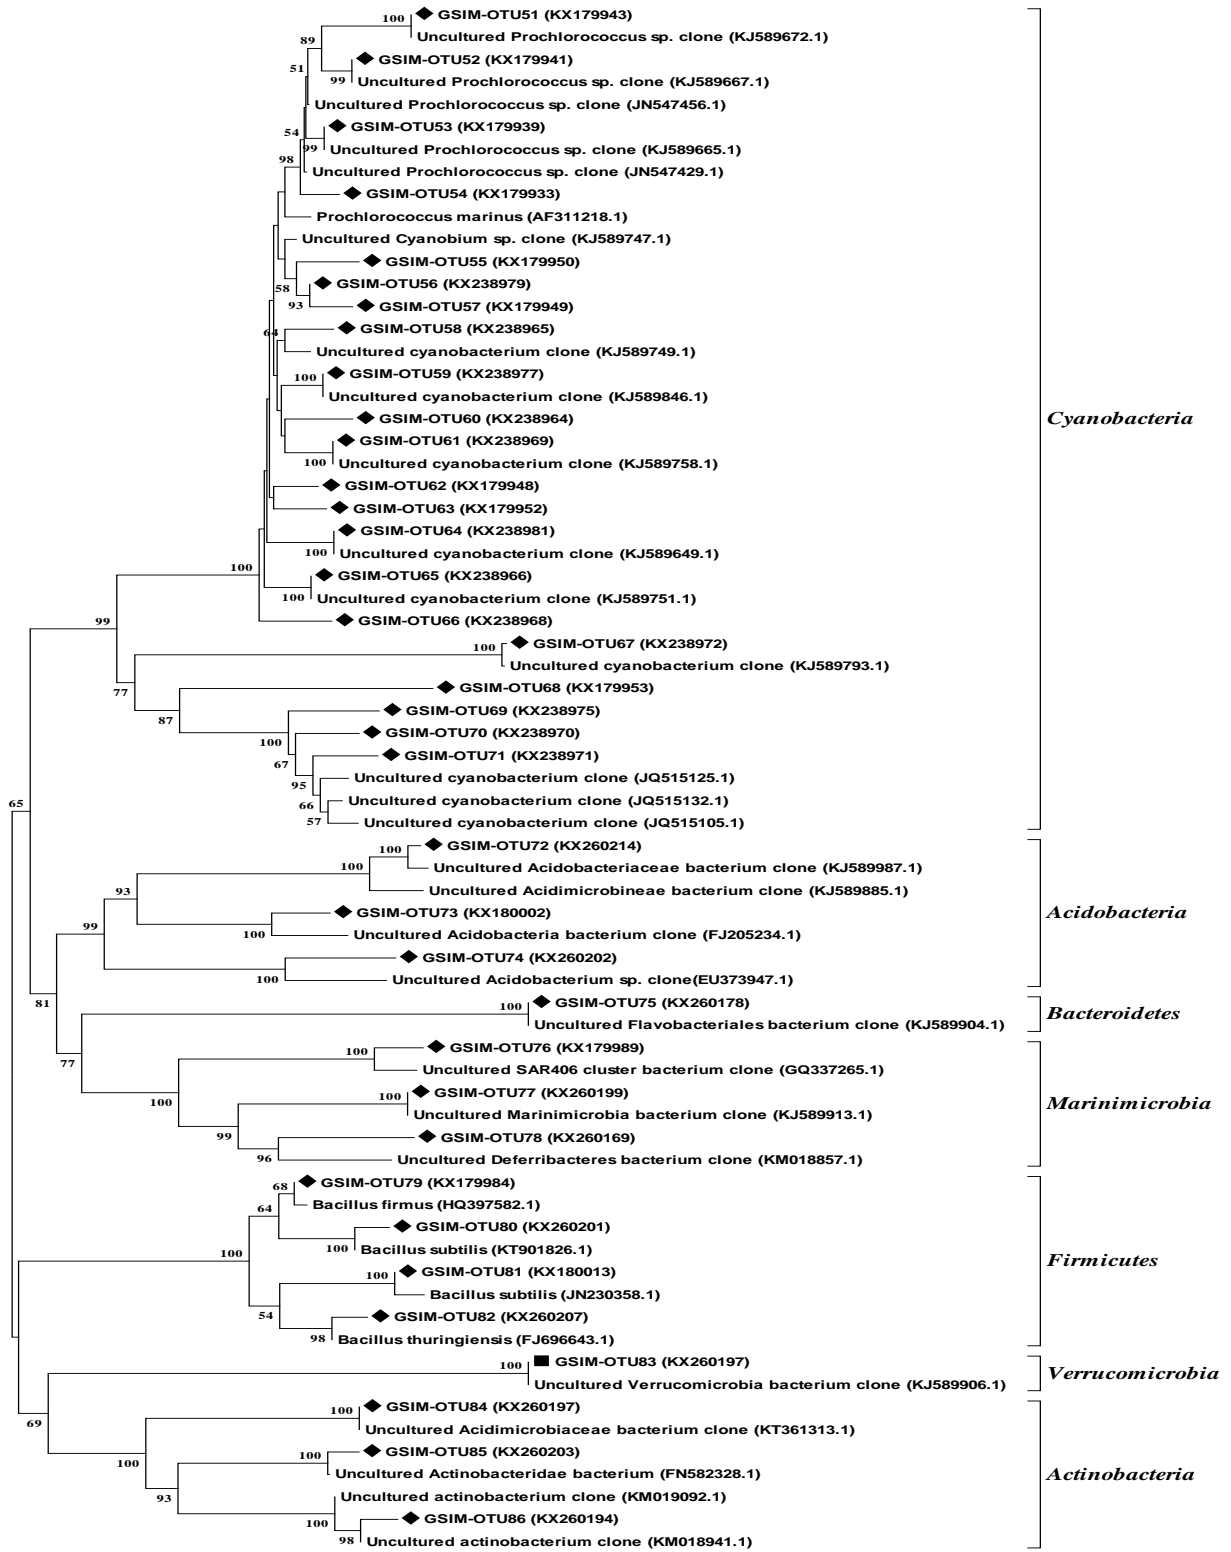 100 GSIM-OTU51 (KX179943)
Uncultured Prochlorococcus sp. clone (KJ589672.1)
89
GSIM-OTU52 (KX179941)
51
99 Uncultured Prochlorococcus sp. clone (KJ589667.1)
Uncultured Prochlorococcus sp. clone (JN547456.1)
GSIM-OTU53 (KX179939)
54
99 Uncultured Prochlorococcus sp. clone (KJ589665.1)
98
Uncultured Prochlorococcus sp. clone (JN547429.1)
GSIM-OTU54 (KX179933)
Prochlorococcus marinus (AF311218.1)
Uncultured Cyanobium sp. clone (KJ589747.1)
GSIM-OTU55 (KX179950)
58 GSIM-OTU56 (KX238979)
93 GSIM-OTU57 (KX179949)
64 GSIM-OTU58 (KX238965)
Uncultured cyanobacterium clone (KJ589749.1)
100 GSIM-OTU59 (KX238977)
Uncultured cyanobacterium clone (KJ589846.1)
GSIM-OTU60 (KX238964)
Cyanobacteria
GSIM-OTU61 (KX238969)
100 Uncultured cyanobacterium clone (KJ589758.1)
GSIM-OTU62 (KX179948)
GSIM-OTU63 (KX179952)
GSIM-OTU64 (KX238981)
100 Uncultured cyanobacterium clone (KJ589649.1)
100 GSIM-OTU65 (KX238966)
100 Uncultured cyanobacterium clone (KJ589751.1)
99 GSIM-OTU66 (KX238968)
100 GSIM-OTU67 (KX238972)
Uncultured cyanobacterium clone (KJ589793.1)
77 GSIM-OTU68 (KX179953)
87 GSIM-OTU69 (KX238975)
100 GSIM-OTU70 (KX238970)
67 GSIM-OTU71 (KX238971)
95 Uncultured cyanobacterium clone (JQ515125.1)
65 66 Uncultured cyanobacterium clone (JQ515132.1)
57 Uncultured cyanobacterium clone (JQ515105.1)
100 GSIM-OTU72 (KX260214)
100 Uncultured Acidobacteriaceae bacterium clone (KJ589987.1)
93 Uncultured Acidimicrobineae bacterium clone (KJ589885.1)
GSIM-OTU73 (KX180002)
Acidobacteria
99 100 Uncultured Acidobacteria bacterium clone (FJ205234.1)
GSIM-OTU74 (KX260202)
100 Uncultured Acidobacterium sp. clone(EU373947.1)
81 100 GSIM-OTU75 (KX260178)
Bacteroidetes
Uncultured Flavobacteriales bacterium clone (KJ589904.1)
100 GSIM-OTU76 (KX179989)
77 Uncultured SAR406 cluster bacterium clone (GQ337265.1)
100 100 GSIM-OTU77 (KX260199)
Marinimicrobia
Uncultured Marinimicrobia bacterium clone (KJ589913.1)
99 GSIM-OTU78 (KX260169)
96 Uncultured Deferribacteres bacterium clone (KM018857.1)
68 GSIM-OTU79 (KX179984)
64 Bacillus firmus (HQ397582.1)
GSIM-OTU80 (KX260201)
100 100 Bacillus subtilis (KT901826.1)
Firmicutes
100 GSIM-OTU81 (KX180013)
Bacillus subtilis (JN230358.1)
54 GSIM-OTU82 (KX260207)
98 Bacillus thuringiensis (FJ696643.1)
100 GSIM-OTU83 (KX260197)
Verrucomicrobia
Uncultured Verrucomicrobia bacterium clone (KJ589906.1)
69 100 GSIM-OTU84 (KX260197)
Uncultured Acidimicrobiaceae bacterium clone (KT361313.1)
100 100 GSIM-OTU85 (KX260203)
Uncultured Actinobacteridae bacterium (FN582328.1)
Actinobacteria
93 Uncultured actinobacterium clone (KM019092.1)
100 GSIM-OTU86 (KX260194)
98 Uncultured actinobacterium clone (KM018941.1)